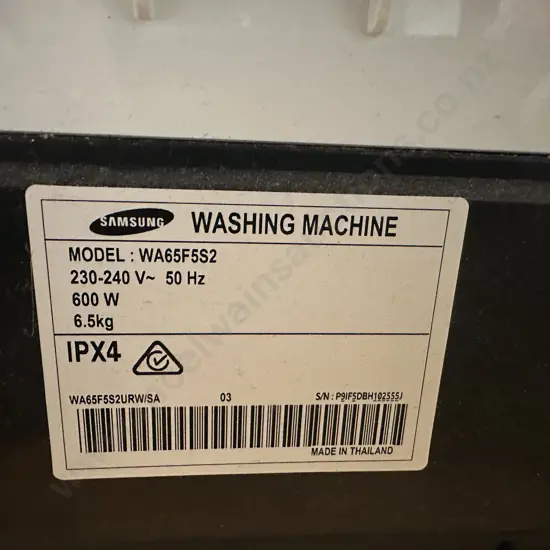 SAMSUNG WASHING MACHINE
MODEL : WA65F5S2
230-240 V~ 50 Hz
600 W
6.5kg
IPX4
WA65F5S2URW/SA 03 S/N : P9IF5DBH102555J
MADE IN THAILAND